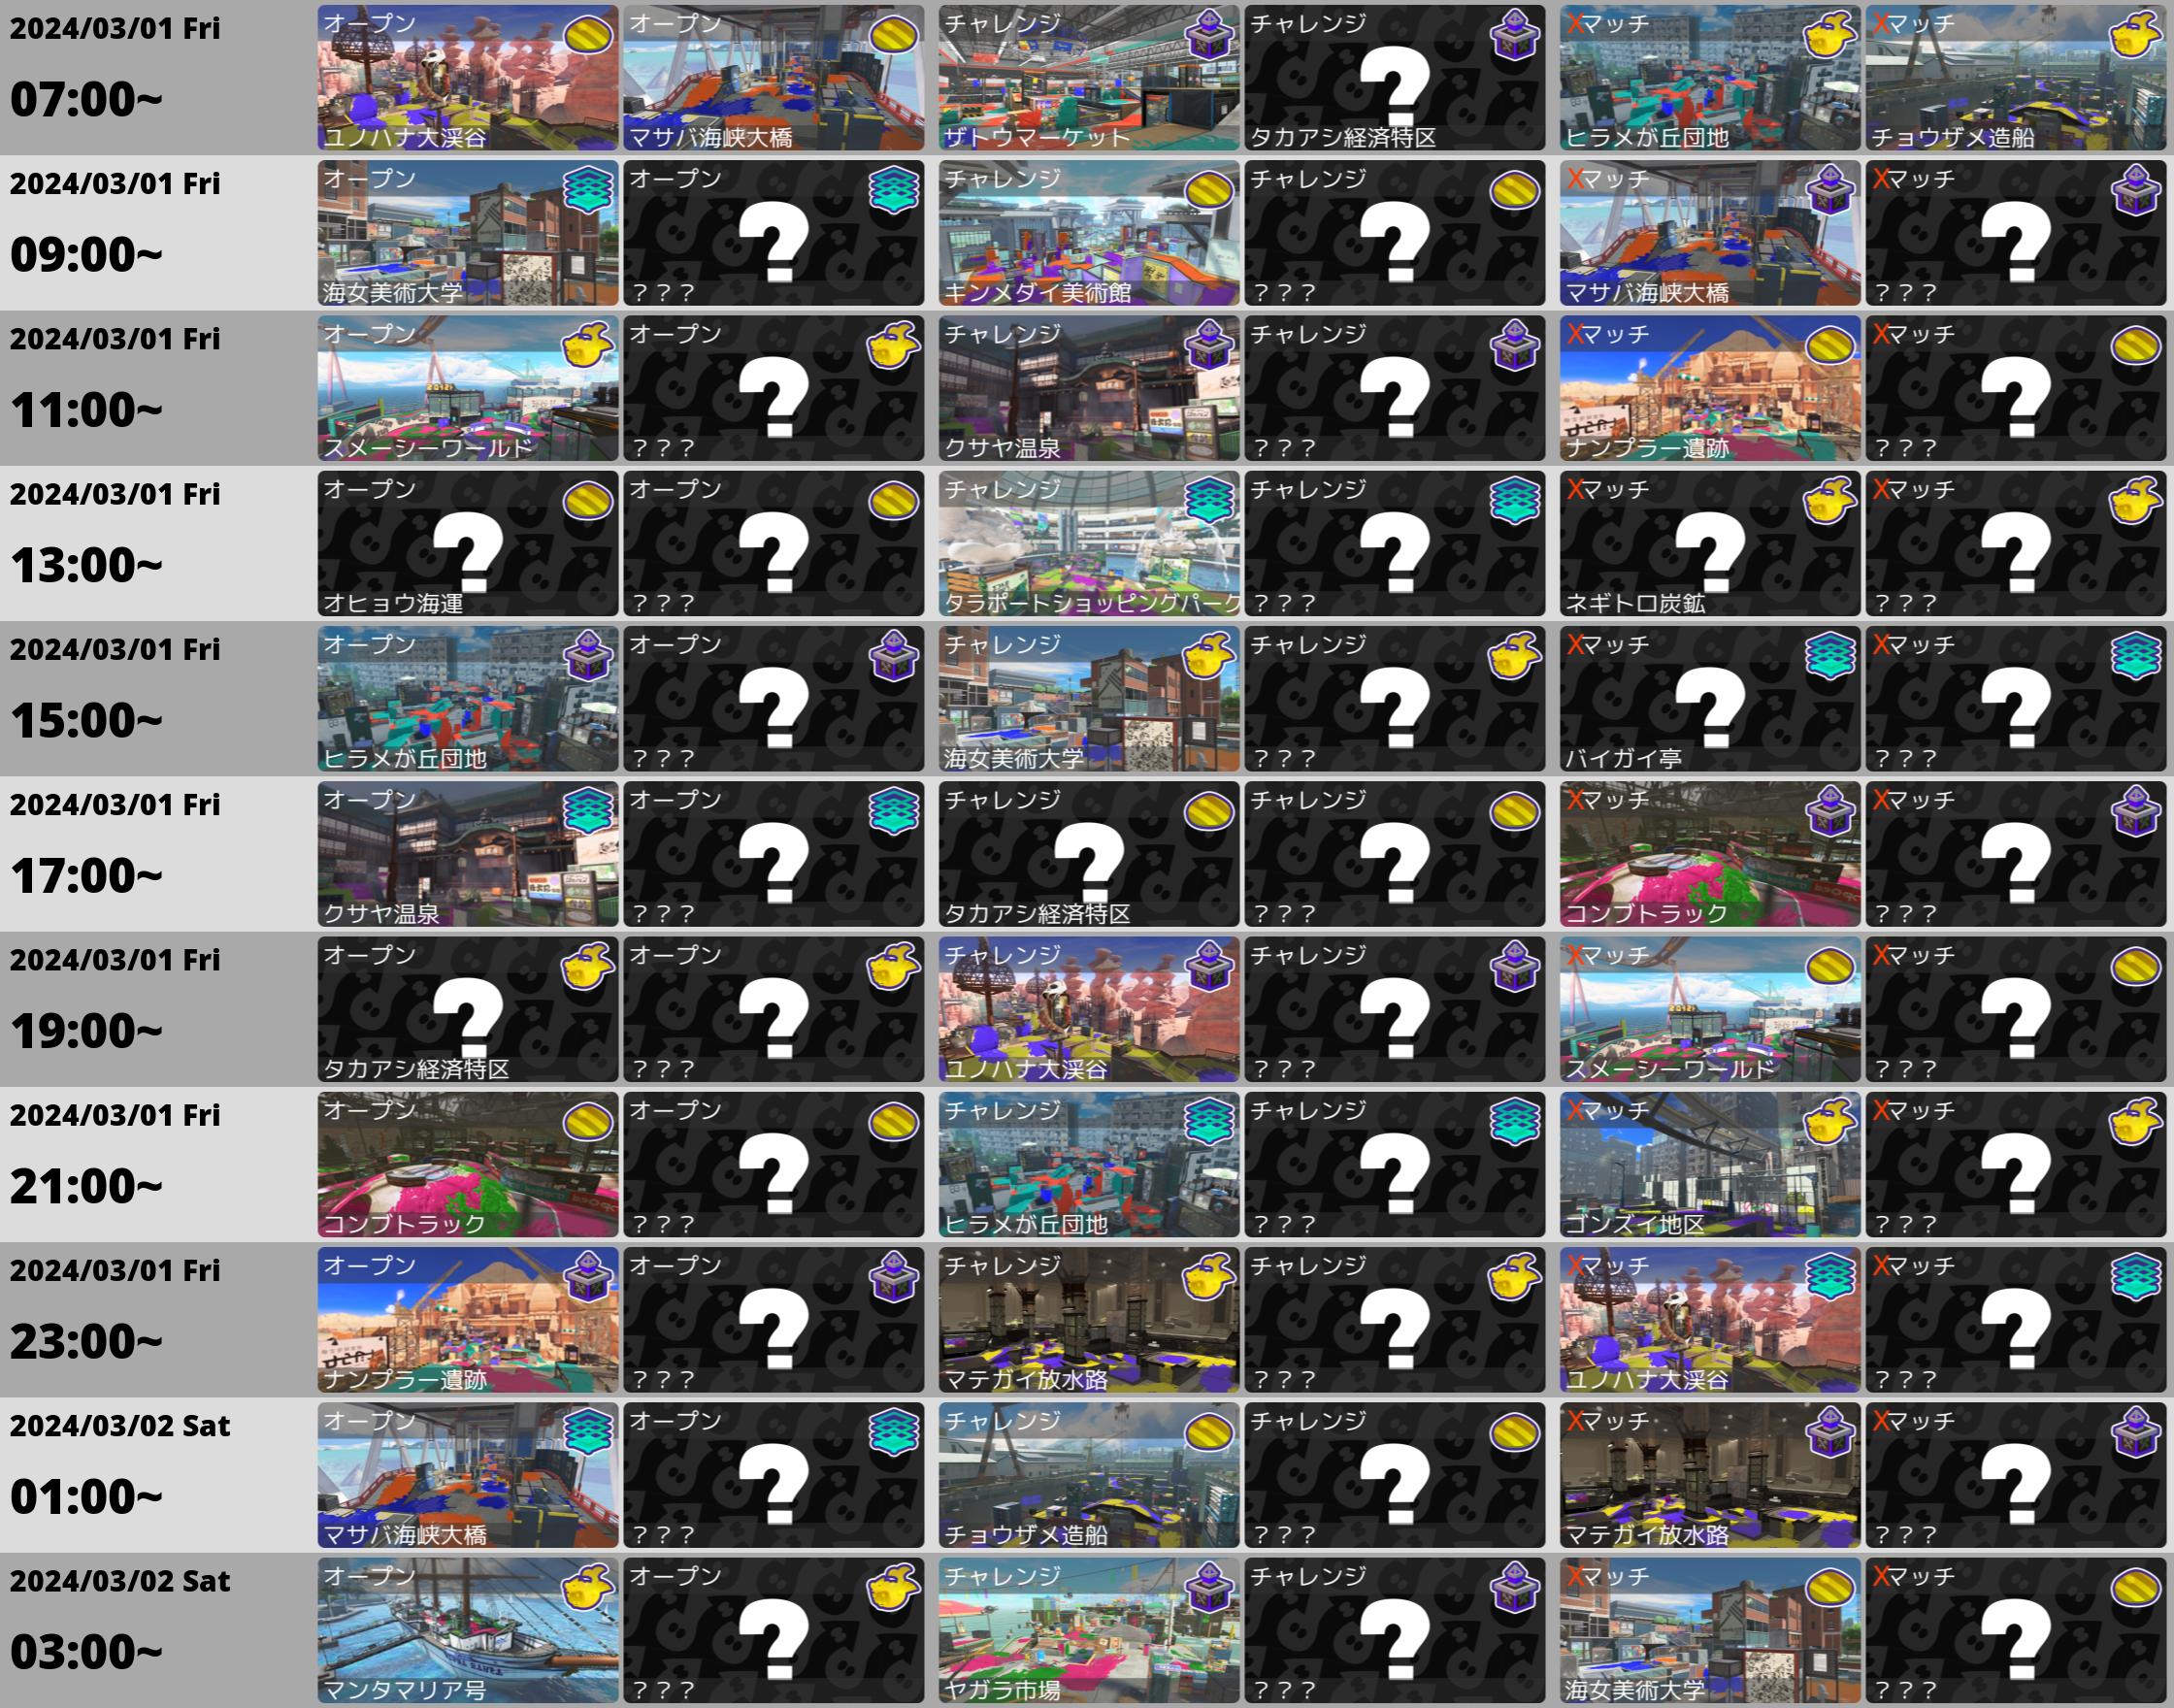 2024/03/01 Fri
07:00~
オープン
ユノハナ大渓谷
オープン
マサバ海峡大橋
チャレンジ
ザトウマーケット
チャレンジ
タカアシ経済特区
Xマッチ
ヒラメが丘団地
Xマッチ
チョウザメ造船
2024/03/01 Fri
09:00~
オープン
海女美術大学
オープン
？？？
チャレンジ
キンメダイ美術館
チャレンジ
？？？
Xマッチ
マサバ海峡大橋
Xマッチ
？？？
2024/03/01 Fri
11:00~
オープン
スメーシーワールド
オープン
？？？
チャレンジ
クサヤ温泉
チャレンジ
？？？
Xマッチ
ナンプラー遺跡
Xマッチ
？？？
2024/03/01 Fri
13:00~
オープン
オヒョウ海運
オープン
？？？
チャレンジ
タラポートショッピングパーク
チャレンジ
？？？
Xマッチ
ネギトロ炭鉱
Xマッチ
？？？
2024/03/01 Fri
15:00~
オープン
ヒラメが丘団地
オープン
？？？
チャレンジ
海女美術大学
チャレンジ
？？？
Xマッチ
バイガイ亭
Xマッチ
？？？
2024/03/01 Fri
17:00~
オープン
クサヤ温泉
オープン
？？？
チャレンジ
タカアシ経済特区
チャレンジ
？？？
Xマッチ
コンブトラック
Xマッチ
？？？
2024/03/01 Fri
19:00~
オープン
タカアシ経済特区
オープン
？？？
チャレンジ
ユノハナ大渓谷
チャレンジ
？？？
Xマッチ
スメーシーワールド
Xマッチ
？？？
2024/03/01 Fri
21:00~
オープン
コンブトラック
オープン
？？？
チャレンジ
ヒラメが丘団地
チャレンジ
？？？
Xマッチ
ゴンズイ地区
Xマッチ
？？？
2024/03/01 Fri
23:00~
オープン
ナンプラー遺跡
オープン
？？？
チャレンジ
マテガイ放水路
チャレンジ
？？？
Xマッチ
ユノハナ大渓谷
Xマッチ
？？？
2024/03/02 Sat
01:00~
オープン
マサバ海峡大橋
オープン
？？？
チャレンジ
チョウザメ造船
チャレンジ
？？？
Xマッチ
マテガイ放水路
Xマッチ
？？？
2024/03/02 Sat
03:00~
オープン
マンタマリア号
オープン
？？？
チャレンジ
ヤガラ市場
チャレンジ
？？？
Xマッチ
海女美術大学
Xマッチ
？？？